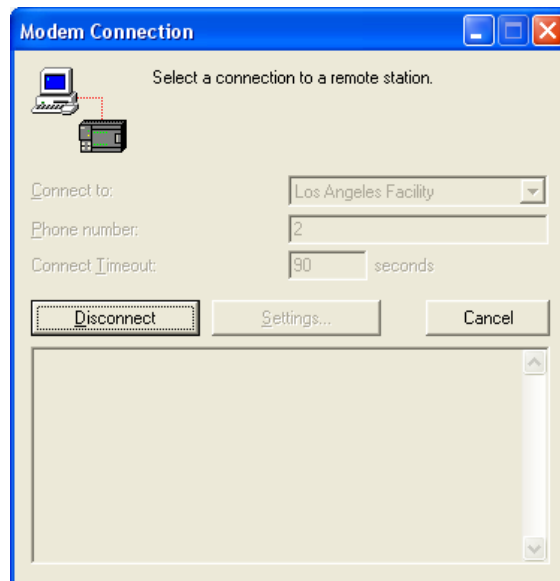 Modem Connection
Select a connection to a remote station.
Connect to: Los Angeles Facility
Phone number: 2
Connect Timeout: 90 seconds
Disconnect Settings... Cancel